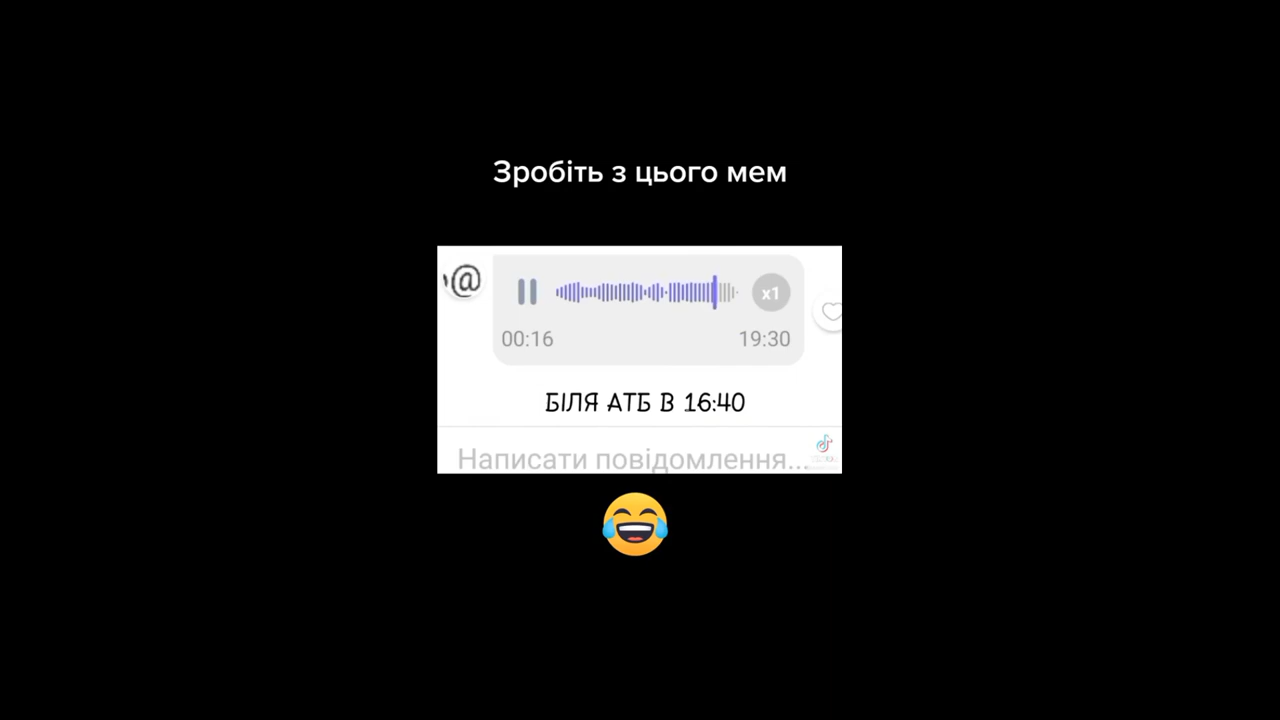 Зробіть з цього мем
@
x1
00:16 19:30
БІЛЯ АТБ В 16:40
Написати повідомлення...